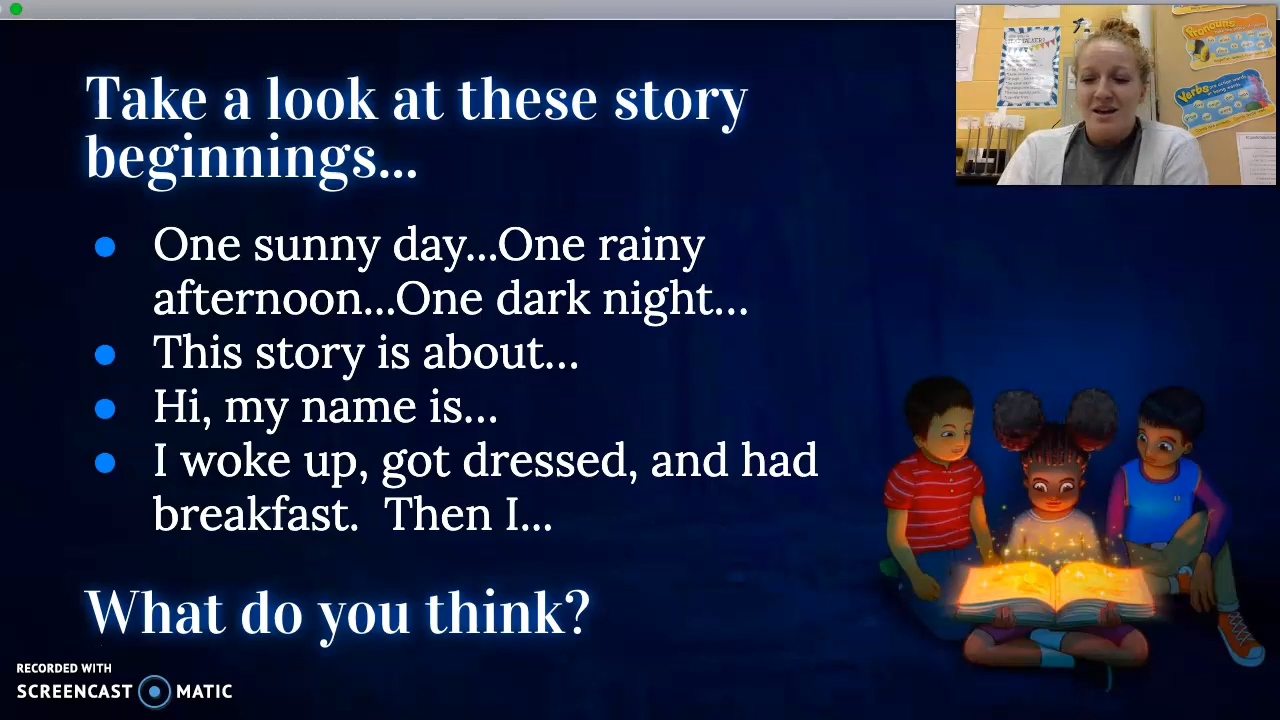 Take a look at these story
beginnings...
One sunny day...One rainy
afternoon...One dark night...
This story is about...
Hi, my name is...
I woke up, got dressed, and had
breakfast.  Then I...
What do you think?
RECORDED WITH
SCREENCAST MATIC
Pronouns
Verbs